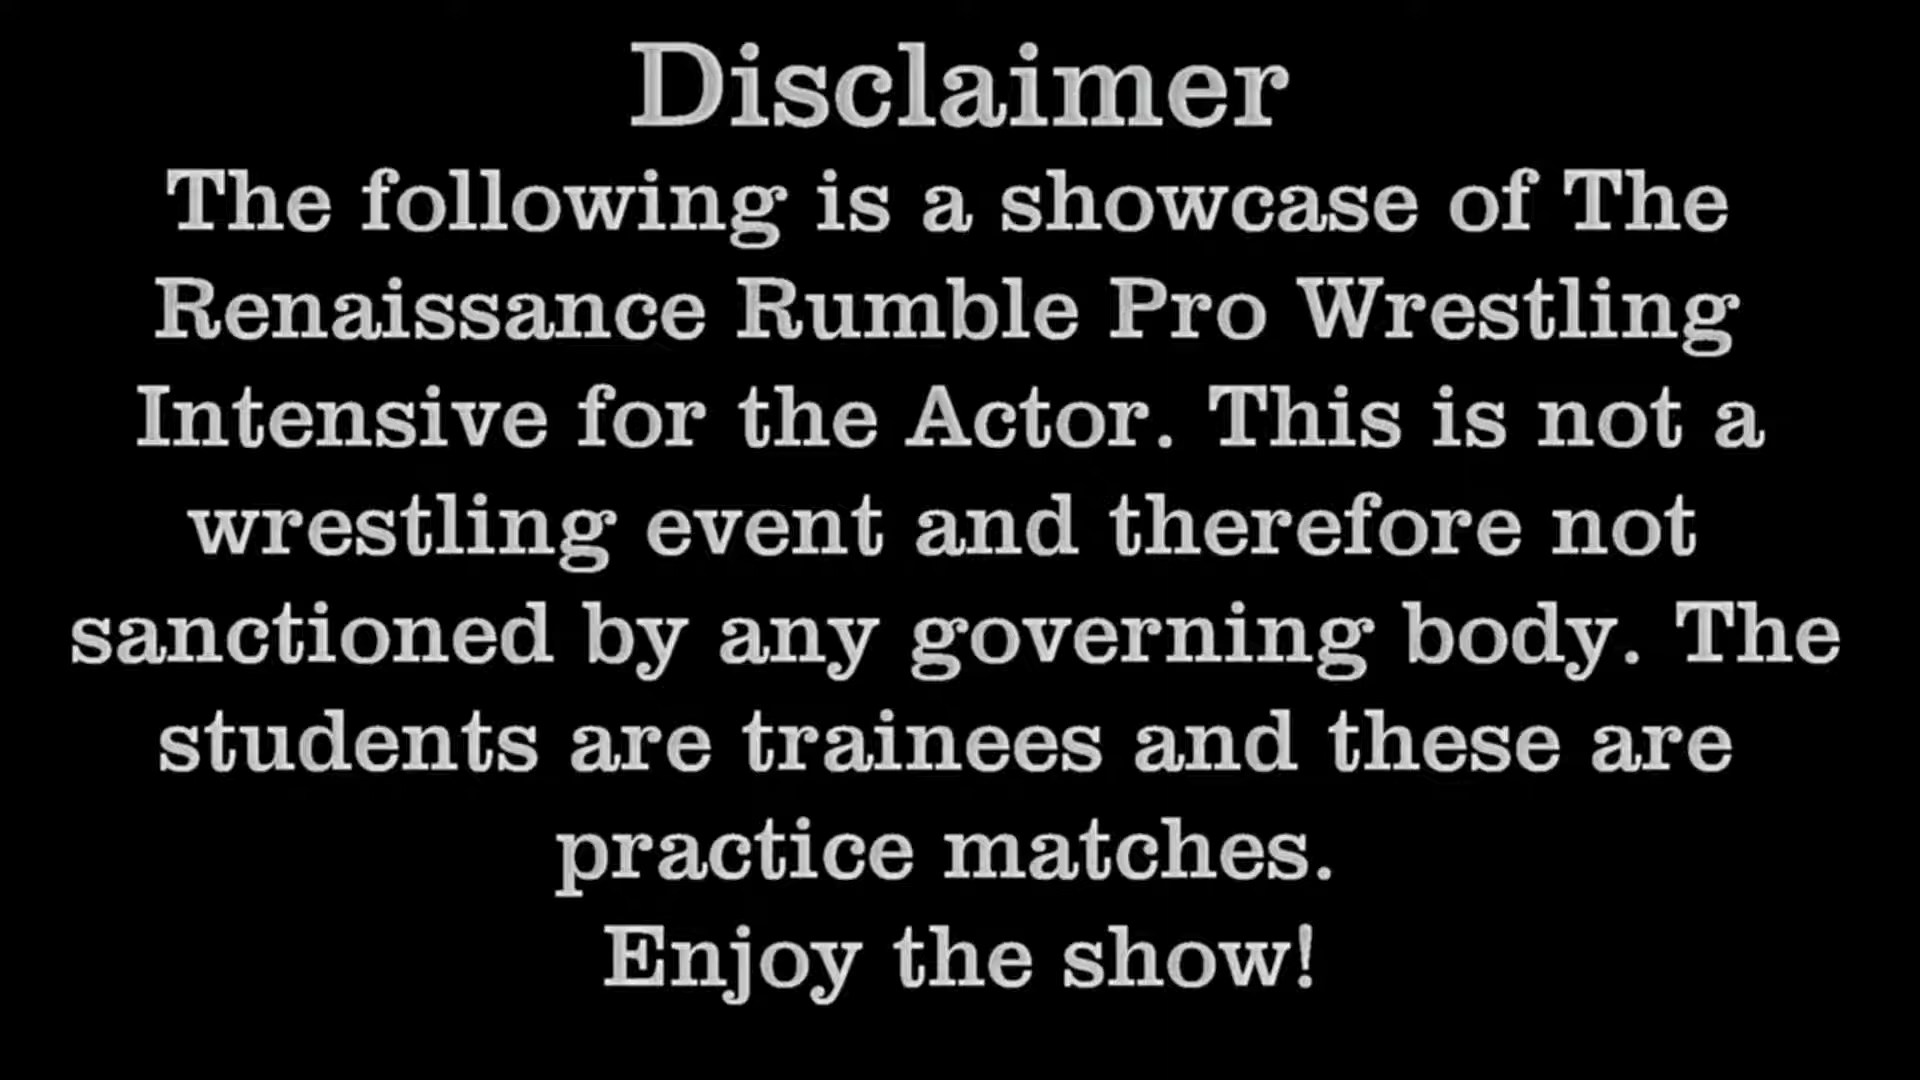 Disclaimer
The following is a showcase of The
Renaissance Rumble Pro Wrestling
Intensive for the Actor. This is not a
wrestling event and therefore not
sanctioned by any governing body. The
students are trainees and these are
practice matches.
Enjoy the show!